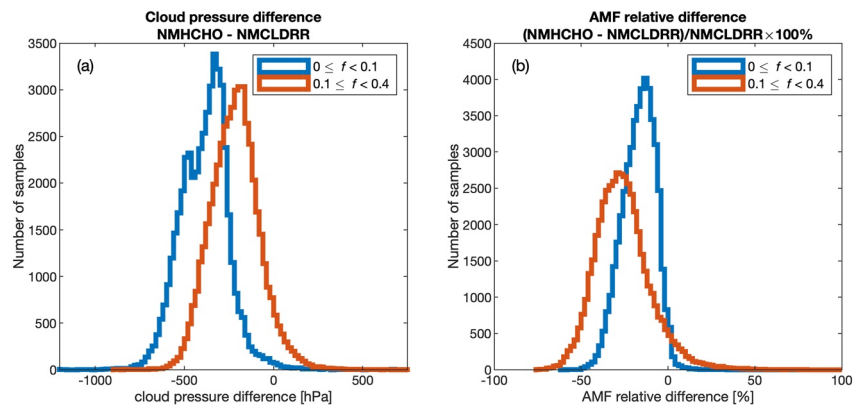 Cloud pressure difference
NMHCHO - NMCLDRR
(a)
0 ≤ f < 0.1
0.1 ≤ f < 0.4
Number of samples
3500
3000
2500
2000
1500
1000
500
0
-1000
-500
0
500
cloud pressure difference [hPa]
AMF relative difference
(NMHCHO - NMCLDRR)/NMCLDRR×100%
(b)
0 ≤ f < 0.1
0.1 ≤ f < 0.4
Number of samples
4500
4000
3500
3000
2500
2000
1500
1000
500
0
-100
-50
0
50
100
AMF relative difference [%]